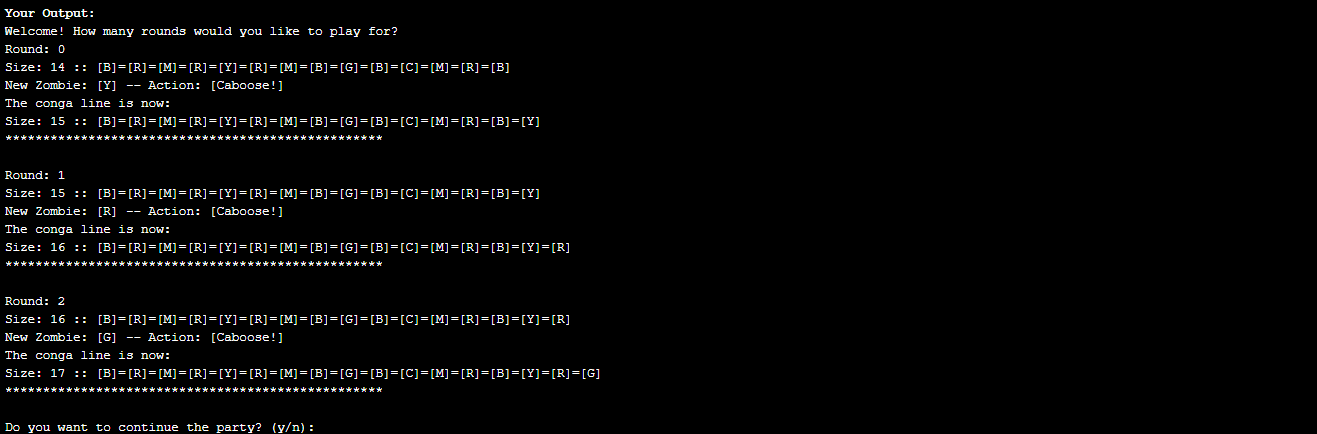 Your Output:
Welcome! How many rounds would you like to play for?
Round: 0
Size: 14 :: [B]=[R]=[M]=[R]=[Y]=[R]=[M]=[B]=[G]=[B]=[C]=[M]=[R]=[B]
New Zombie: [Y] -- Action: [Caboose!]
The conga line is now:
Size: 15 :: [B]=[R]=[M]=[R]=[Y]=[R]=[M]=[B]=[G]=[B]=[C]=[M]=[R]=[B]=[Y]
**************************************************
Round: 1
Size: 15 :: [B]=[R]=[M]=[R]=[Y]=[R]=[M]=[B]=[G]=[B]=[C]=[M]=[R]=[B]=[Y]
New Zombie: [R] -- Action: [Caboose!]
The conga line is now:
Size: 16 :: [B]=[R]=[M]=[R]=[Y]=[R]=[M]=[B]=[G]=[B]=[C]=[M]=[R]=[B]=[Y]=[R]
**************************************************
Round: 2
Size: 16 :: [B]=[R]=[M]=[R]=[Y]=[R]=[M]=[B]=[G]=[B]=[C]=[M]=[R]=[B]=[Y]=[R]
New Zombie: [G] -- Action: [Caboose!]
The conga line is now:
Size: 17 :: [B]=[R]=[M]=[R]=[Y]=[R]=[M]=[B]=[G]=[B]=[C]=[M]=[R]=[B]=[Y]=[R]=[G]
**************************************************
Do you want to continue the party? (y/n):